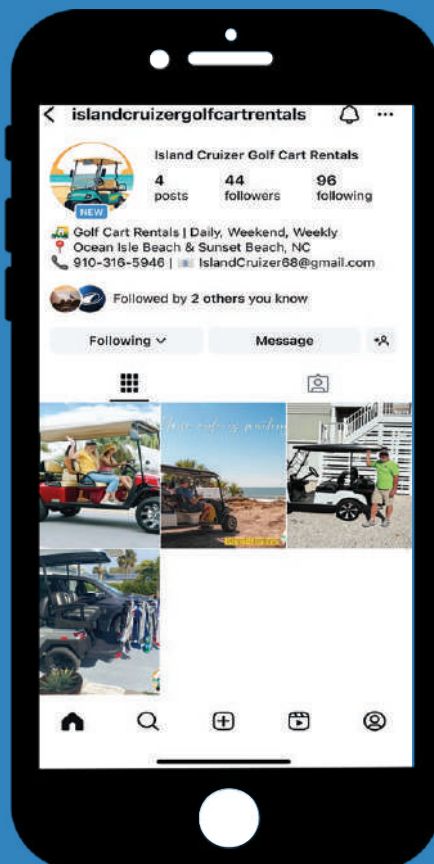 islandcruizergolfcartrentals
Island Cruizer Golf Cart Rentals
4 44 96
posts followers following
NEW
Golf Cart Rentals | Daily, Weekend, Weekly
Ocean Isle Beach & Sunset Beach, NC
910-316-5946 | IslandCruizer68@gmail.com
Followed by 2 others you know
Following Message